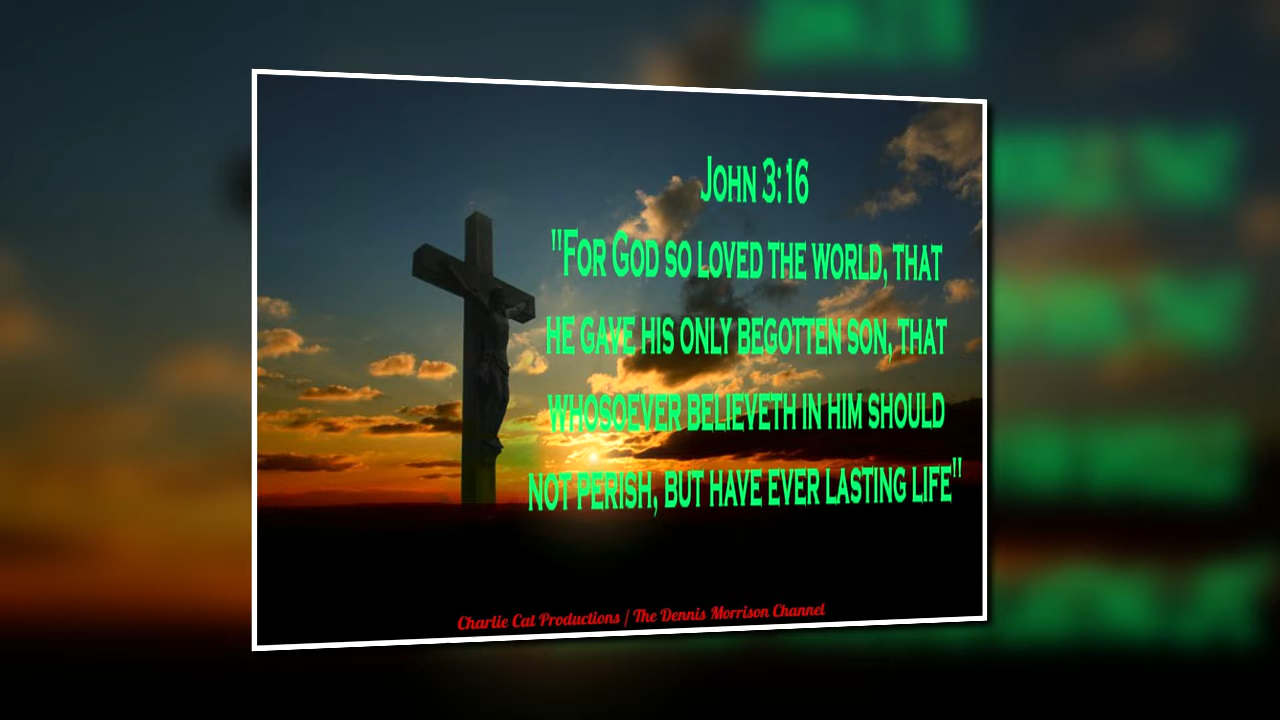 John 3:16
"For God so loved the world, that
he gave his only begotten son, that
whosoever believeth in him should
not perish, but have ever lasting life"
Charlie Cat Productions / The Dennis Morrison Channel